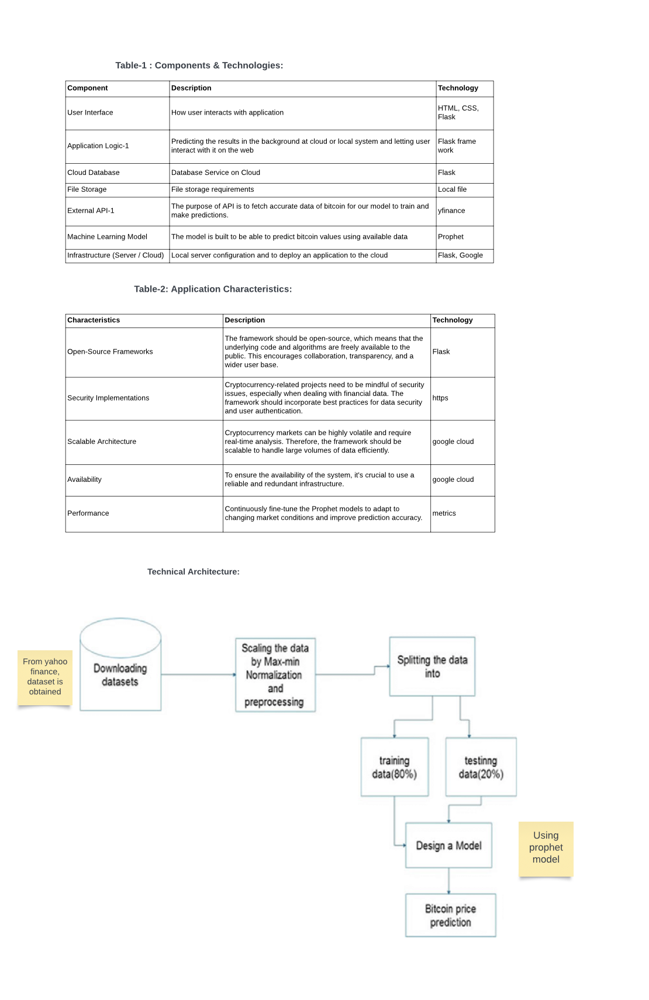 Table-1 : Components & Technologies:
Component
Description
Technology
User Interface
How user interacts with application
HTML, CSS,
Flask
Application Logic-1
Predicting the results in the background at cloud or local system and letting user
interact with it on the web
Flask frame
work
Cloud Database
Database Service on Cloud
Flask
File Storage
File storage requirements
Local file
External API-1
The purpose of API is to fetch accurate data of bitcoin for our model to train and
make predictions.
yfinance
Machine Learning Model
The model is built to be able to predict bitcoin values using available data
Prophet
Infrastructure (Server / Cloud)
Local server configuration and to deploy an application to the cloud
Flask, Google
Table-2: Application Characteristics:
Characteristics
Description
Technology
Open-Source Frameworks
The framework should be open-source, which means that the
underlying code and algorithms are freely available to the
public. This encourages collaboration, transparency, and a
wider user base.
Flask
Security Implementations
Cryptocurrency-related projects need to be mindful of security
issues, especially when dealing with financial data. The
framework should incorporate best practices for data security
and user authentication.
https
Scalable Architecture
Cryptocurrency markets can be highly volatile and require
real-time analysis. Therefore, the framework should be
scalable to handle large volumes of data efficiently.
google cloud
Availability
To ensure the availability of the system, it's crucial to use a
reliable and redundant infrastructure.
google cloud
Performance
Continuously fine-tune the Prophet models to adapt to
changing market conditions and improve prediction accuracy.
metrics
Technical Architecture:
From yahoo
finance,
dataset is
obtained
Downloading
datasets
Scaling the data
by Max-min
Normalization
and
preprocessing
Splitting the data
into
training
data(80%)
testinng
data(20%)
Design a Model
Using
prophet
model
Bitcoin price
prediction